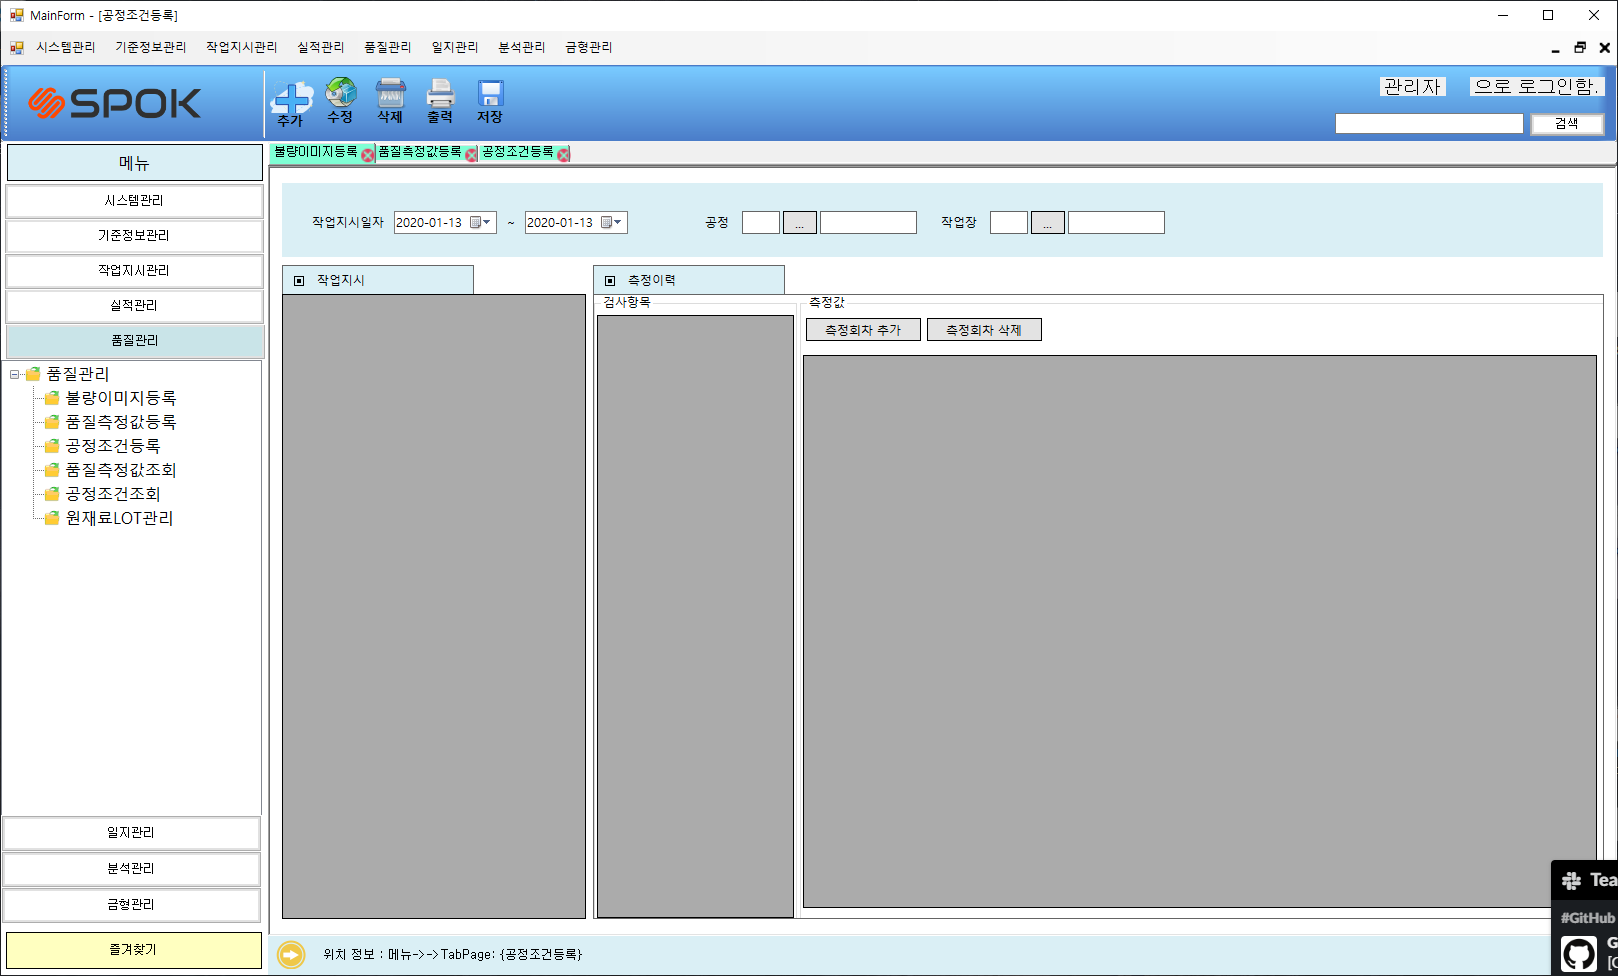 MainForm - [공정조건등록]
시스템관리 기준정보관리 작업지시관리 실적관리 품질관리 일지관리 분석관리 금형관리
SPOK
추가 수정 삭제 출력 저장
관리자 으로 로그인함.
검색
메뉴
시스템관리
기준정보관리
작업지시관리
실적관리
품질관리
품질관리
불량이미지등록
품질측정값등록
공정조건등록
품질측정값조회
공정조건조회
원재료LOT관리
일지관리
분석관리
금형관리
즐겨찾기
불량이미지등록 품질측정값등록 공정조건등록
작업지시일자 2020-01-13 ~ 2020-01-13 공정 ... 작업장 ...
작업지시
측정이력
검사항목
측정값
측정회차 추가 측정회차 삭제
위치 정보 : 메뉴->->TabPage: {공정조건등록}
Tea
#GitHub
G
[C